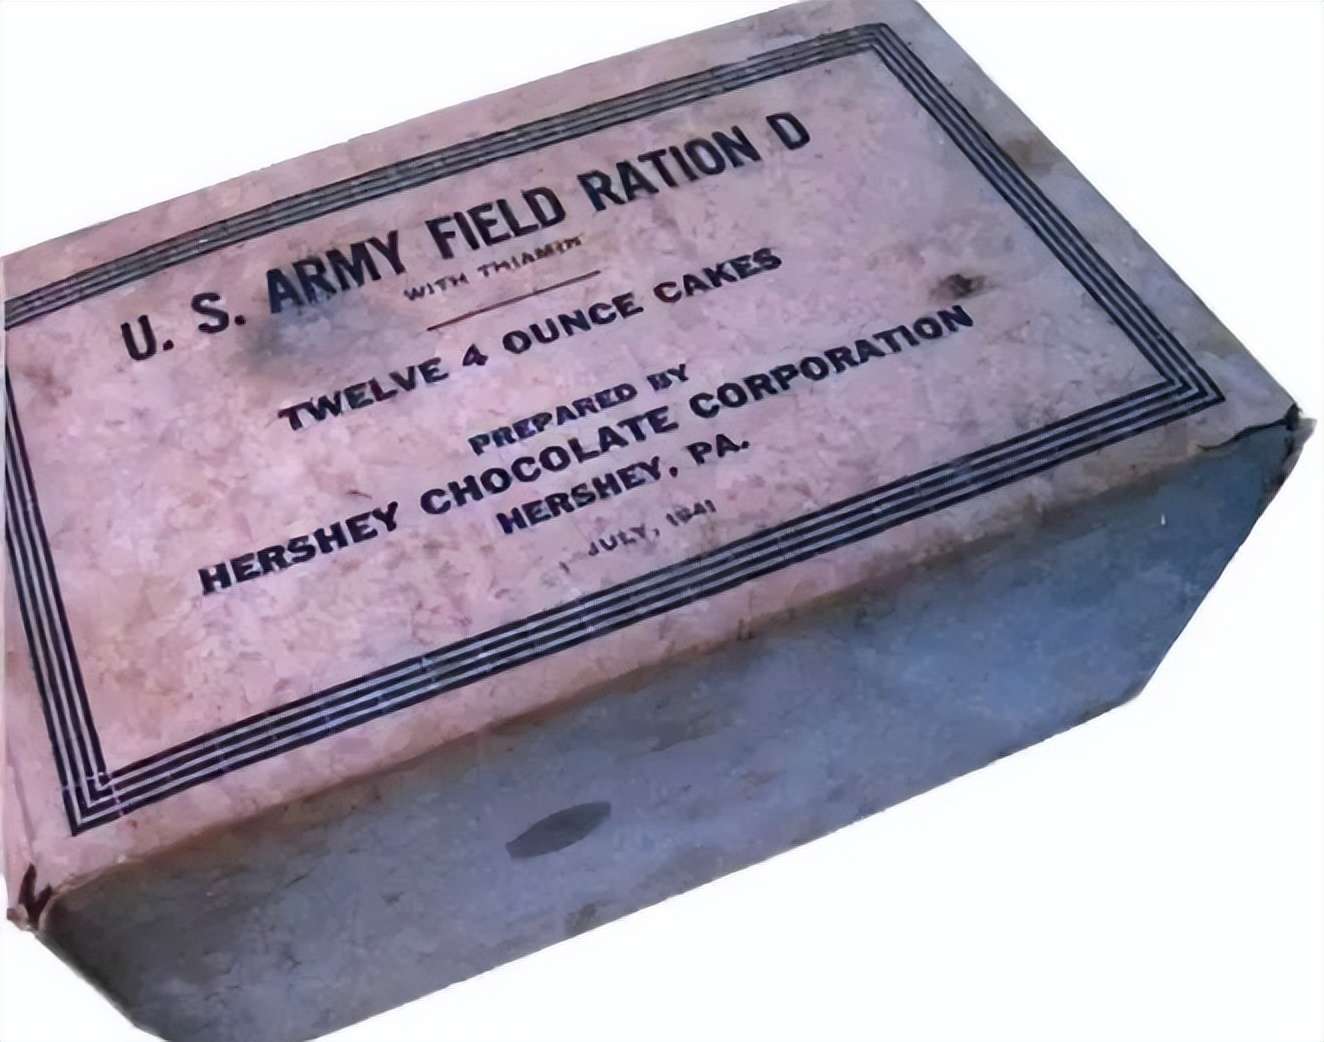 U. S. ARMY FIELD RATION D
WITH THIAMIN
TWELVE 4 OUNCE CAKES
PREPARED BY
HERSHEY CHOCOLATE CORPORATION
HERSHEY, PA.
JULY, 1941